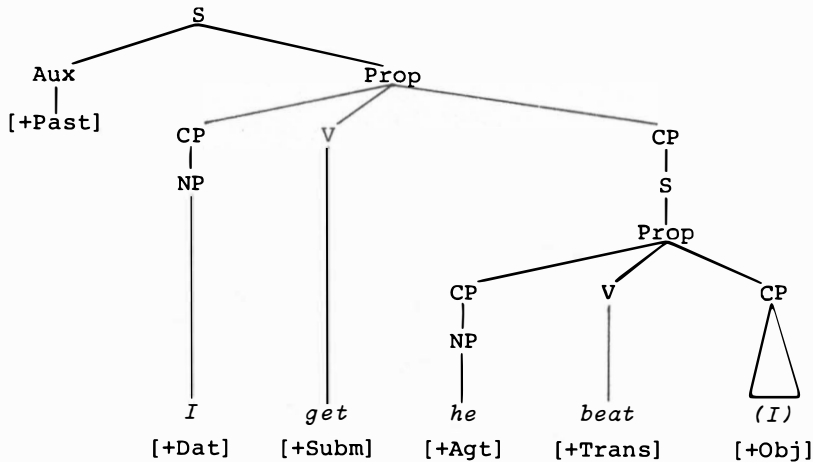 S
Aux Prop
[+Past]
CP V CP
NP S
Prop
CP V CP
NP
I get he beat (I)
[+Dat] [+Subm] [+Agt] [+Trans] [+Obj]